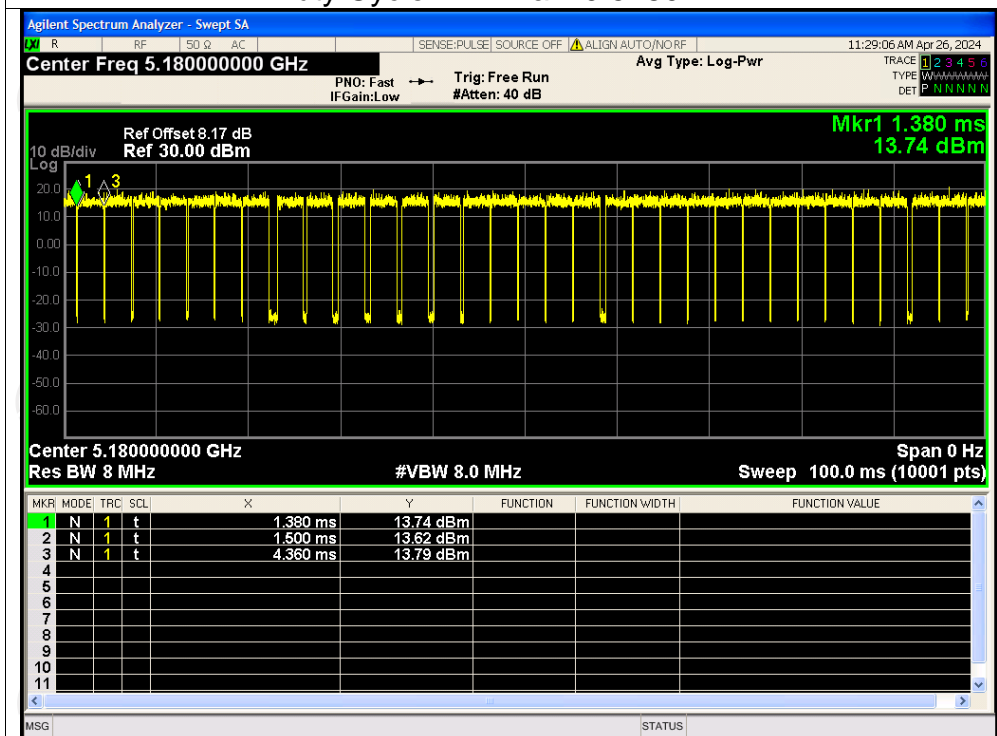 Agilent Spectrum Analyzer - Swept SA
LXI R RF 50 Ω AC SENSE:PULSE SOURCE OFF ALIGN AUTO/NO RF 11:29:06 AM Apr 26, 2024
Center Freq 5.180000000 GHz Avg Type: Log-Pwr TRACE 1 2 3 4 5 6
PNO: Fast Trig: Free Run TYPE W
IFGain:Low #Atten: 40 dB DET P N N N N N
Mkr1 1.380 ms
Ref Offset 8.17 dB
10 dB/div Ref 30.00 dBm 13.74 dBm
Log
1 3
20.0
10.0
0.00
-10.0
-20.0
-30.0
-40.0
-50.0
-60.0
Center 5.180000000 GHz Span 0 Hz
Res BW 8 MHz #VBW 8.0 MHz Sweep 100.0 ms (10001 pts)
MKR MODE TRC SCL X Y FUNCTION FUNCTION WIDTH FUNCTION VALUE
1 N 1 t 1.380 ms 13.74 dBm
2 N 1 t 1.500 ms 13.62 dBm
3 N 1 t 4.360 ms 13.79 dBm
4
5
6
7
8
9
10
11
MSG STATUS